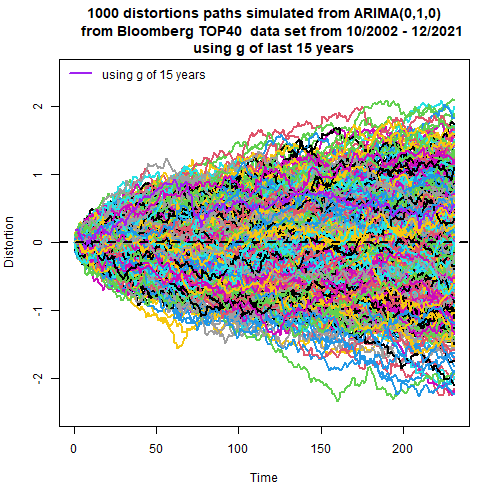 1000 distortions paths simulated from ARIMA(0,1,0)
from Bloomberg TOP40  data set from 10/2002 - 12/2021
using g of last 15 years
using g of 15 years
Distortion
2
1
0
-1
-2
0 50 100 150 200
Time